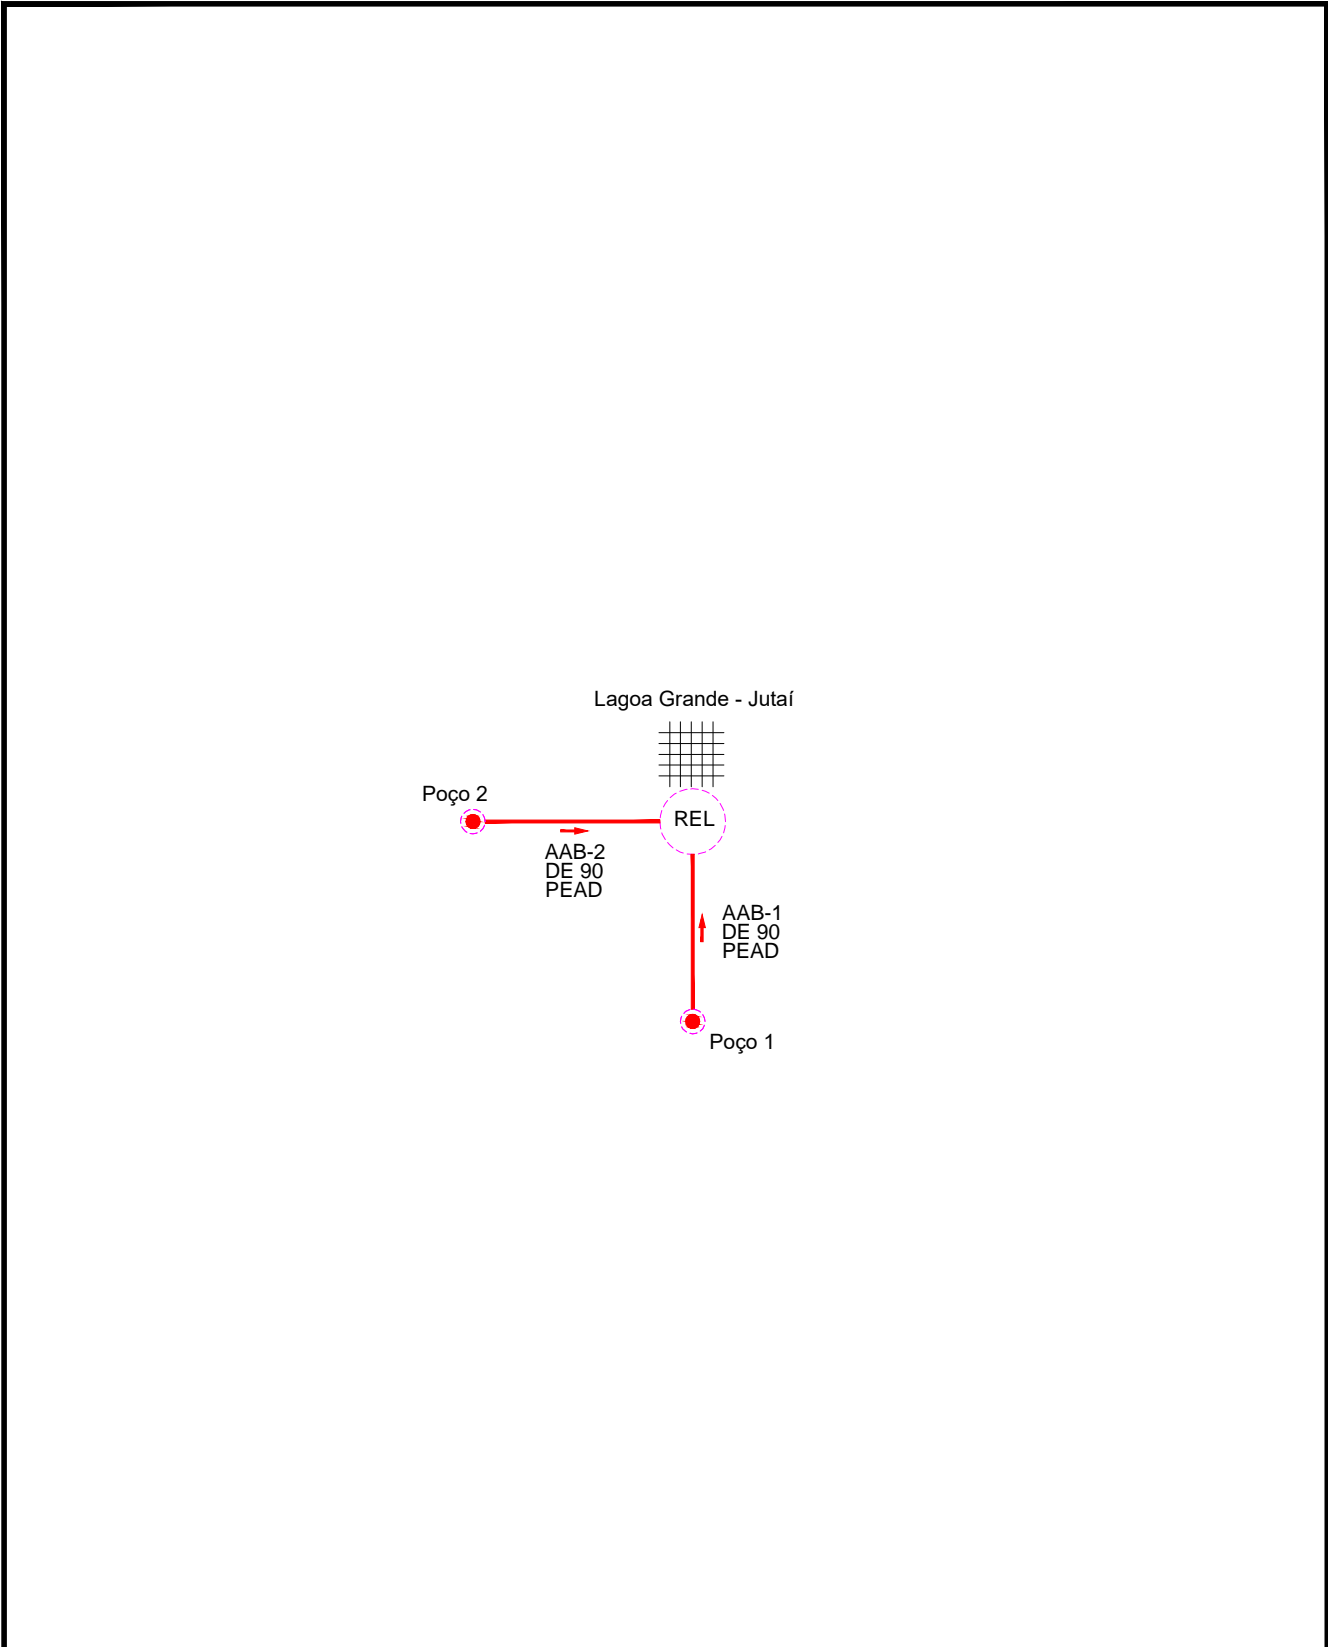 Lagoa Grande - Jutaí
Poço 2
REL
AAB-2
DE 90
PEAD
AAB-1
DE 90
PEAD
Poço 1